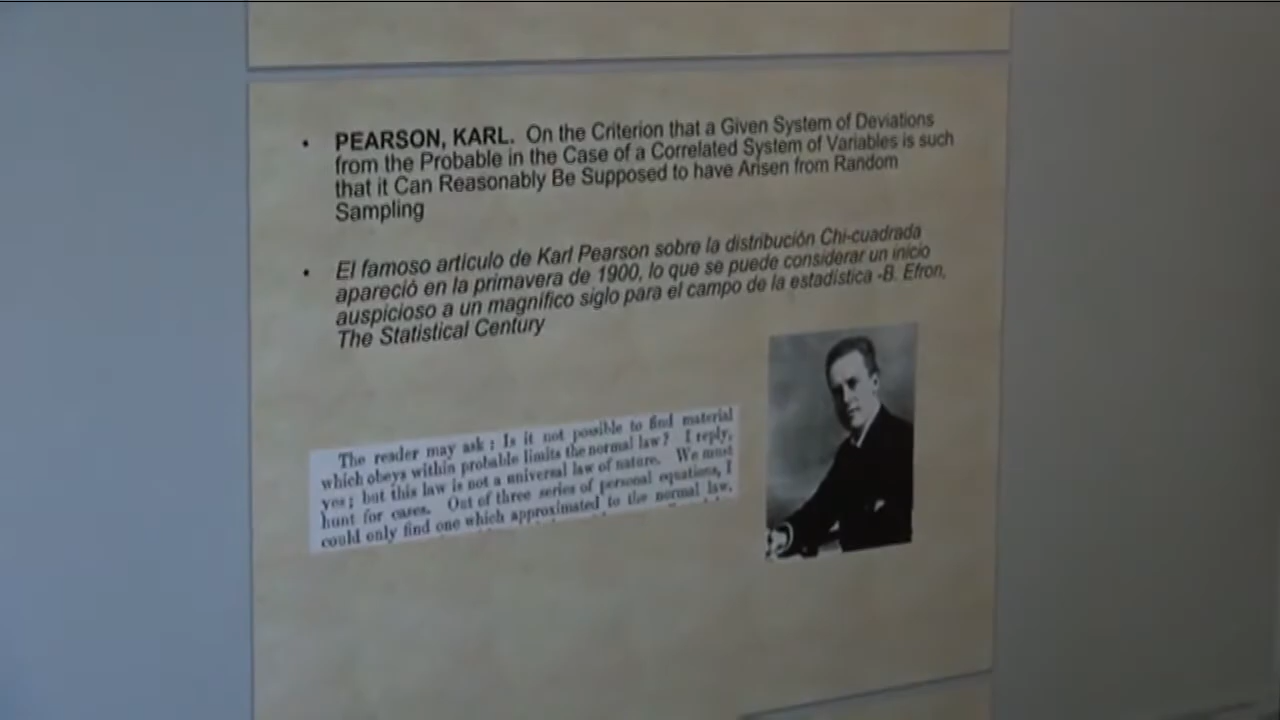 • PEARSON, KARL. On the Criterion that a Given System of Deviations
from the Probable in the Case of a Correlated System of Variables is such
that it Can Reasonably Be Supposed to have Arisen from Random
Sampling
• El famoso artículo de Karl Pearson sobre la distribución Chi-cuadrada
apareció en la primavera de 1900, lo que se puede considerar un inicio
auspicioso a un magnífico siglo para el campo de la estadística -B. Efron,
The Statistical Century
The reader may ask : Is it not possible to find material
which obeys within probable limits the normal law? I reply,
yes; but this law is not a universal law of nature. We must
hunt for cases. Out of three series of personal equations, I
could only find one which approximated to the normal law.